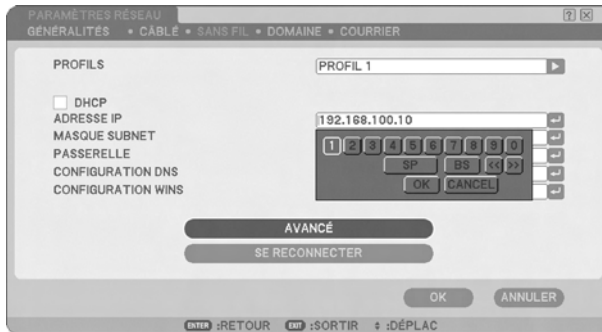 PARAMÈTRES RÉSEAU
GÉNÉRALITÉS • CÂBLÉ • SANS FIL • DOMAINE • COURRIER
PROFILS PROFIL 1
DHCP
ADRESSE IP 192.168.100.10
MASQUE SUBNET
PASSERELLE
CONFIGURATION DNS
CONFIGURATION WINS
1 2 3 4 5 6 7 8 9 0
SP BS << >>
OK CANCEL
AVANCÉ
SE RECONNECTER
OK ANNULER
ENTER :RETOUR EXIT :SORTIR :DÉPLAC